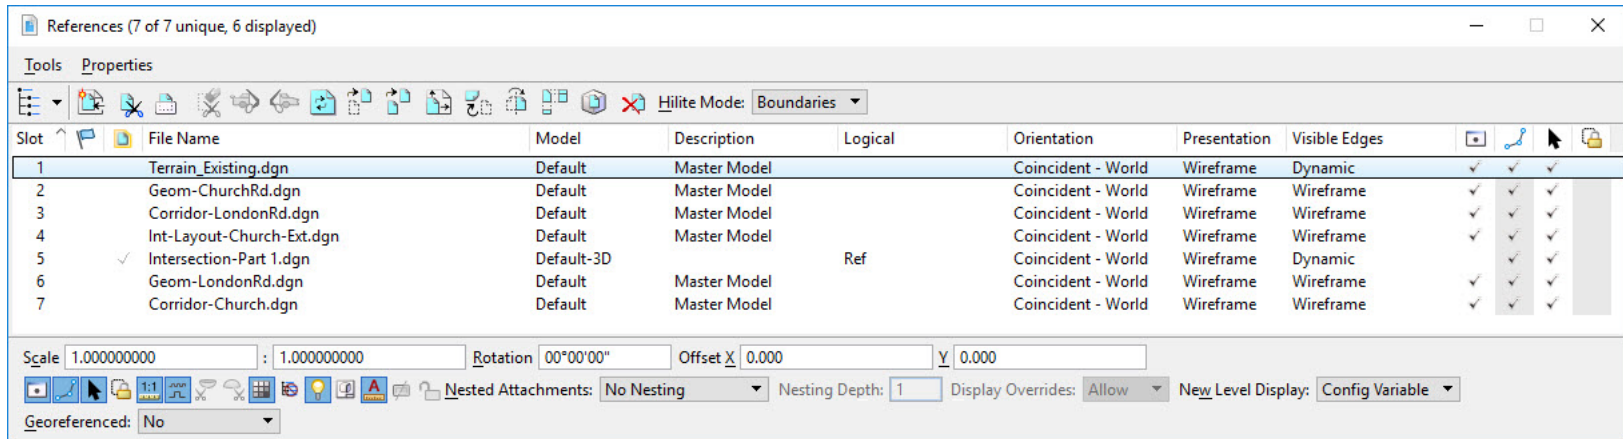 References (7 of 7 unique, 6 displayed)
Tools Properties
Hilite Mode: Boundaries
Slot File Name Model Description Logical Orientation Presentation Visible Edges
1 Terrain_Existing.dgn Default Master Model Coincident - World Wireframe Dynamic
2 Geom-ChurchRd.dgn Default Master Model Coincident - World Wireframe Wireframe
3 Corridor-LondonRd.dgn Default Master Model Coincident - World Wireframe Wireframe
4 Int-Layout-Church-Ext.dgn Default Master Model Coincident - World Wireframe Wireframe
5 Intersection-Part 1.dgn Default-3D Ref Coincident - World Wireframe Dynamic
6 Geom-LondonRd.dgn Default Master Model Coincident - World Wireframe Wireframe
7 Corridor-Church.dgn Default Master Model Coincident - World Wireframe Wireframe
Scale 1.000000000 : 1.000000000 Rotation 00°00'00" Offset X 0.000 Y 0.000
1:1 A Nested Attachments: No Nesting Nesting Depth: 1 Display Overrides: Allow New Level Display: Config Variable
Georeferenced: No